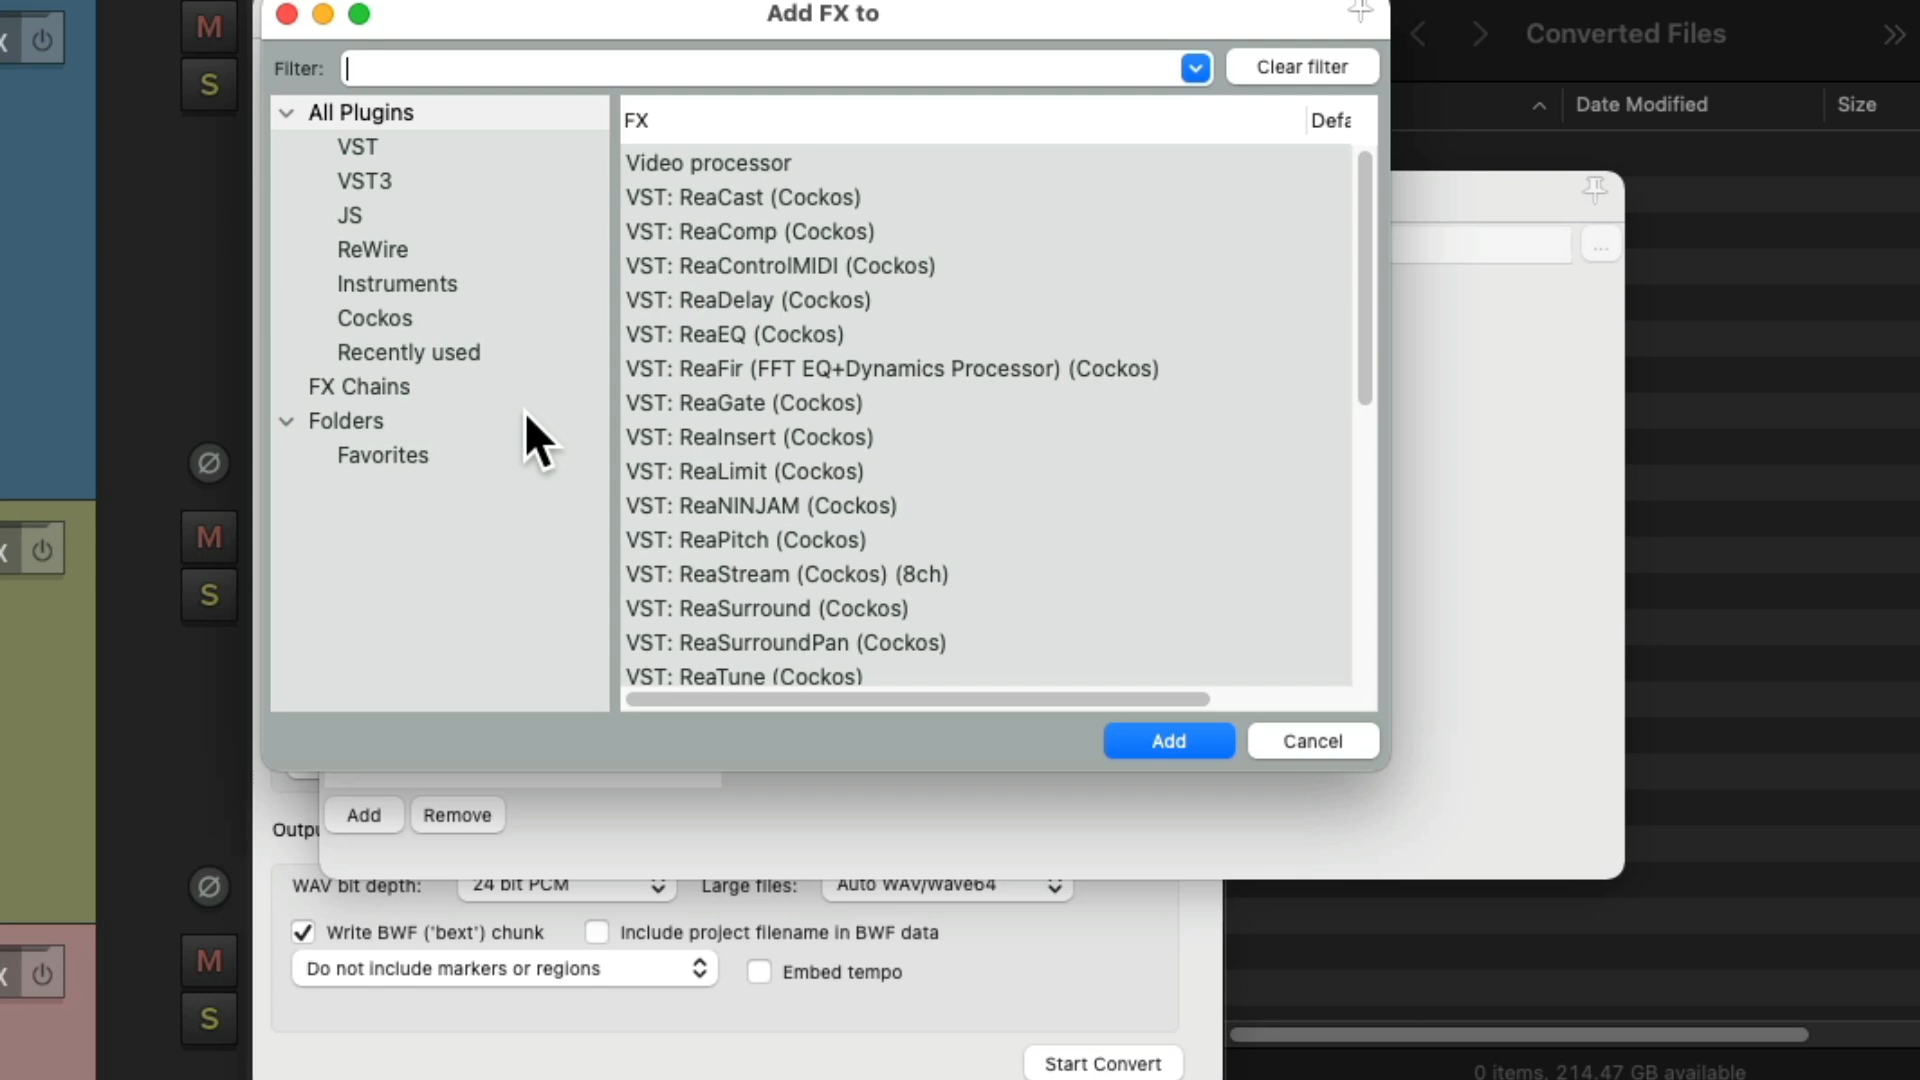 Add FX to
Filter:
Clear filter
All Plugins
VST
VST3
JS
ReWire
Instruments
Cockos
Recently used
FX Chains
Folders
Favorites
FX
Defa
Video processor
VST: ReaCast (Cockos)
VST: ReaComp (Cockos)
VST: ReaControlMIDI (Cockos)
VST: ReaDelay (Cockos)
VST: ReaEQ (Cockos)
VST: ReaFir (FFT EQ+Dynamics Processor) (Cockos)
VST: ReaGate (Cockos)
VST: ReaInsert (Cockos)
VST: ReaLimit (Cockos)
VST: ReaNINJAM (Cockos)
VST: ReaPitch (Cockos)
VST: ReaStream (Cockos) (8ch)
VST: ReaSurround (Cockos)
VST: ReaSurroundPan (Cockos)
VST: ReaTune (Cockos)
Add
Cancel
Add
Remove
Outpu
WAV bit depth:
24 bit PCM
Large files:
Auto WAV/Wave64
Write BWF ('bext') chunk
Include project filename in BWF data
Do not include markers or regions
Embed tempo
Start Convert
Converted Files
Date Modified
Size
...
0 items, 214.47 GB available
X
M
S
X
M
S
X
M
S